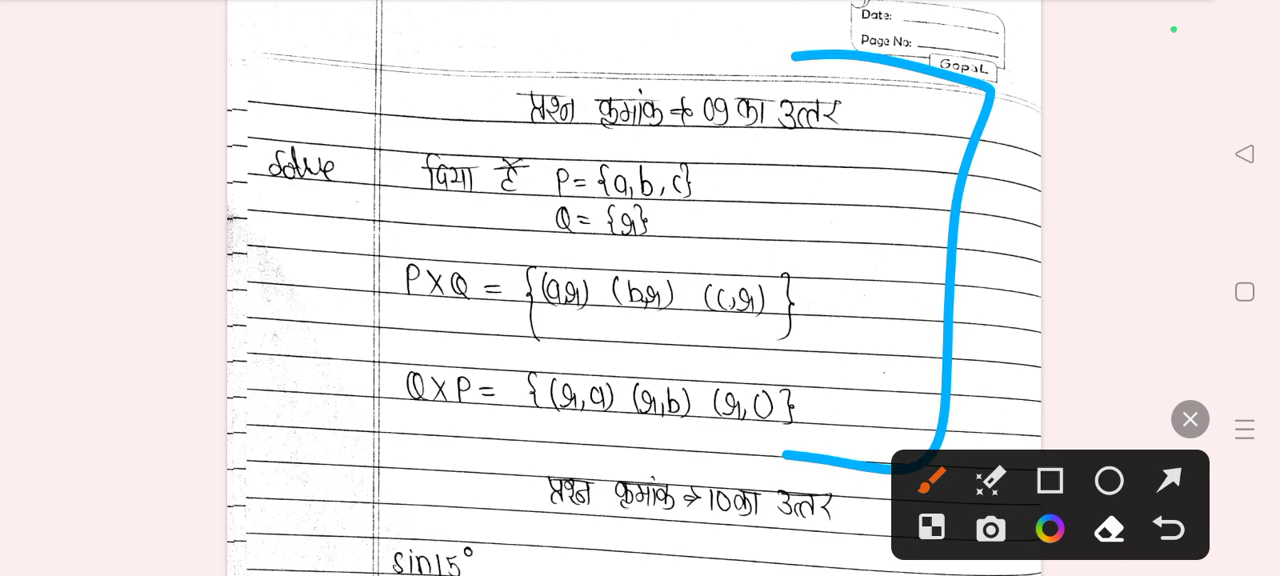 Date:
Page No:
GopaL
प्रश्न क्रमांक → 09 का उत्तर
Solve दिया है P = {a, b, c}
Q = {r}
P X Q = {(a,r) (b,r) (c,r)}
Q X P = {(r,a) (r,b) (r,c)}
प्रश्न क्रमांक → 10 का उत्तर
sin15°